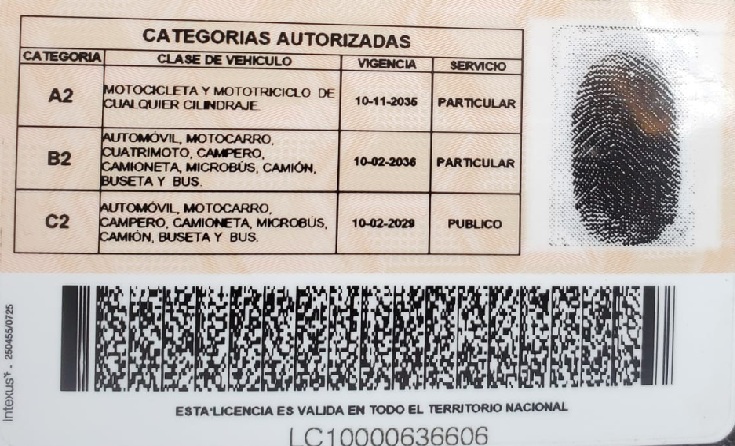 CATEGORIAS AUTORIZADAS
CATEGORIA CLASE DE VEHICULO VIGENCIA SERVICIO
A2 MOTOCICLETA Y MOTOTRICICLO DE CUALQUIER CILINDRAJE. 10-11-2035 PARTICULAR
B2 AUTOMÓVIL, MOTOCARRO, CUATRIMOTO, CAMPERO, CAMIONETA, MICROBÚS, CAMIÓN, BUSETA Y BUS. 10-02-2036 PARTICULAR
C2 AUTOMÓVIL, MOTOCARRO, CAMPERO, CAMIONETA, MICROBÚS, CAMIÓN, BUSETA Y BUS. 10-02-2029 PUBLICO
Intexus - 250455/0725
ESTA LICENCIA ES VALIDA EN TODO EL TERRITORIO NACIONAL
LC10000636606